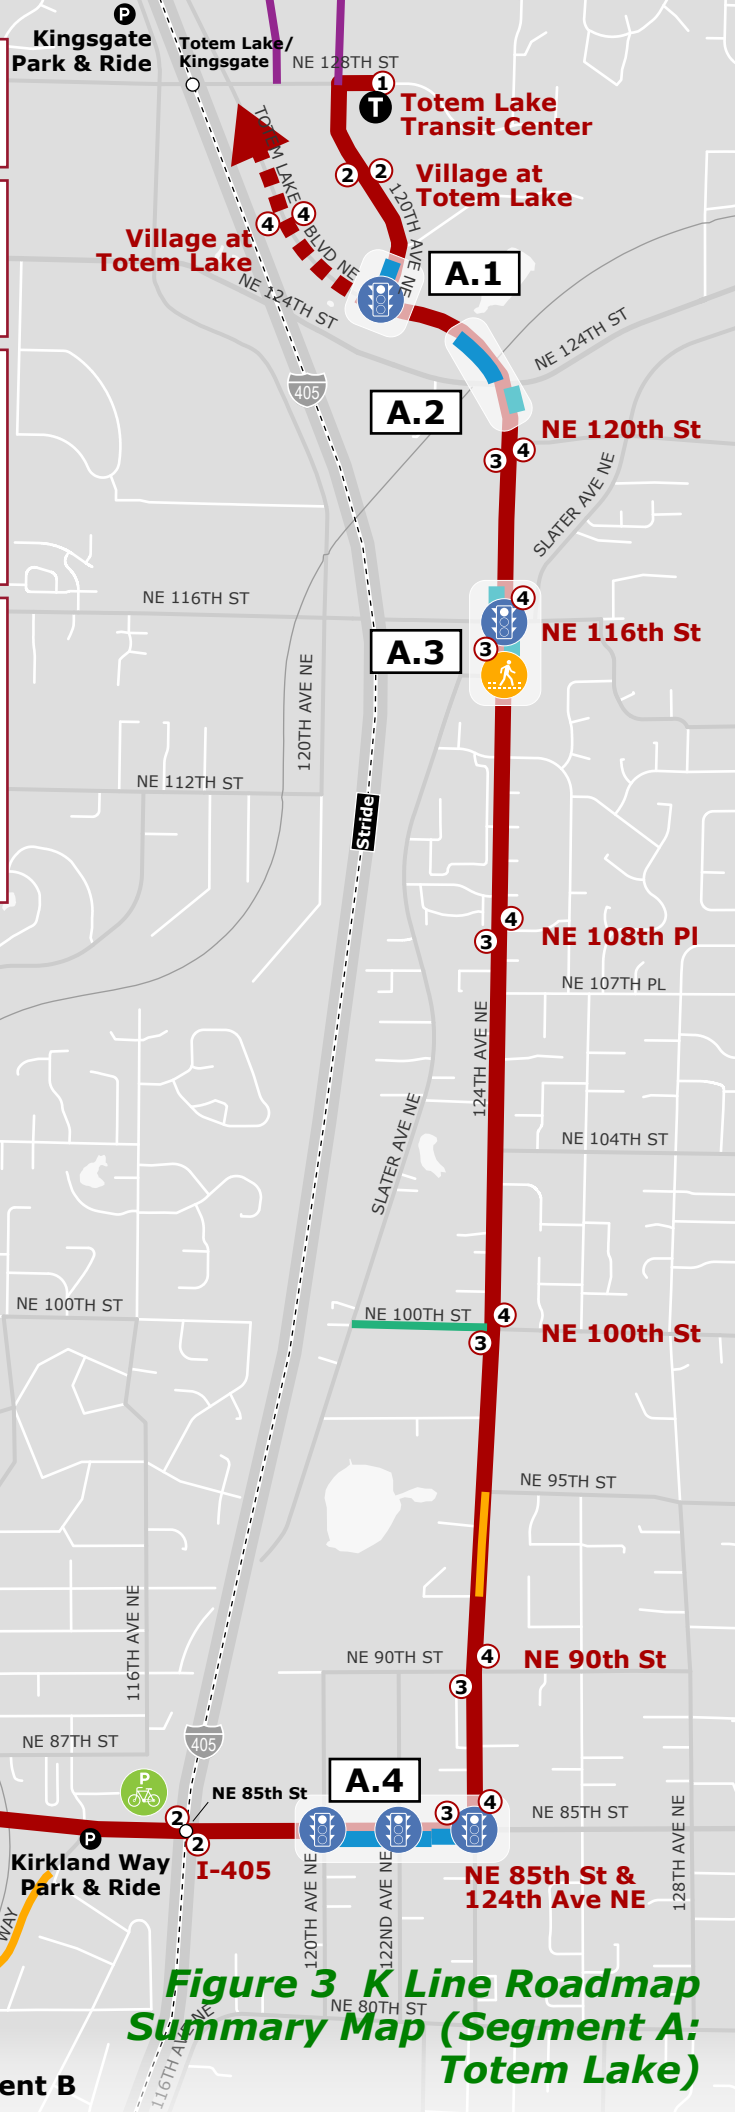 P
Kingsgate
Park & Ride
Totem Lake/
Kingsgate
NE 128TH ST
1
T
Totem Lake
Transit Center
TOTEM LAKE BLVD NE
2
2
Village at
Totem Lake
120TH AVE NE
4
4
Village at
Totem Lake
A.1
NE 124TH ST
NE 124TH ST
405
A.2
NE 120th St
3
4
SLATER AVE NE
NE 116TH ST
4
NE 116th St
A.3
3
120TH AVE NE
NE 112TH ST
Stride
4
3
NE 108th Pl
NE 107TH PL
124TH AVE NE
SLATER AVE NE
NE 104TH ST
NE 100TH ST
NE 100TH ST
4
3
NE 100th St
NE 95TH ST
116TH AVE NE
NE 90TH ST
4
3
NE 90th St
NE 87TH ST
405
P
A.4
NE 85th St
2
2
3
4
NE 85TH ST
128TH AVE NE
P
Kirkland Way
Park & Ride
I-405
NE 85th St &
124th Ave NE
120TH AVE NE
122ND AVE NE
WAY
Figure 3 K Line Roadmap
Summary Map (Segment A:
Totem Lake)
NE 80TH ST
116TH AVE NE
ent B